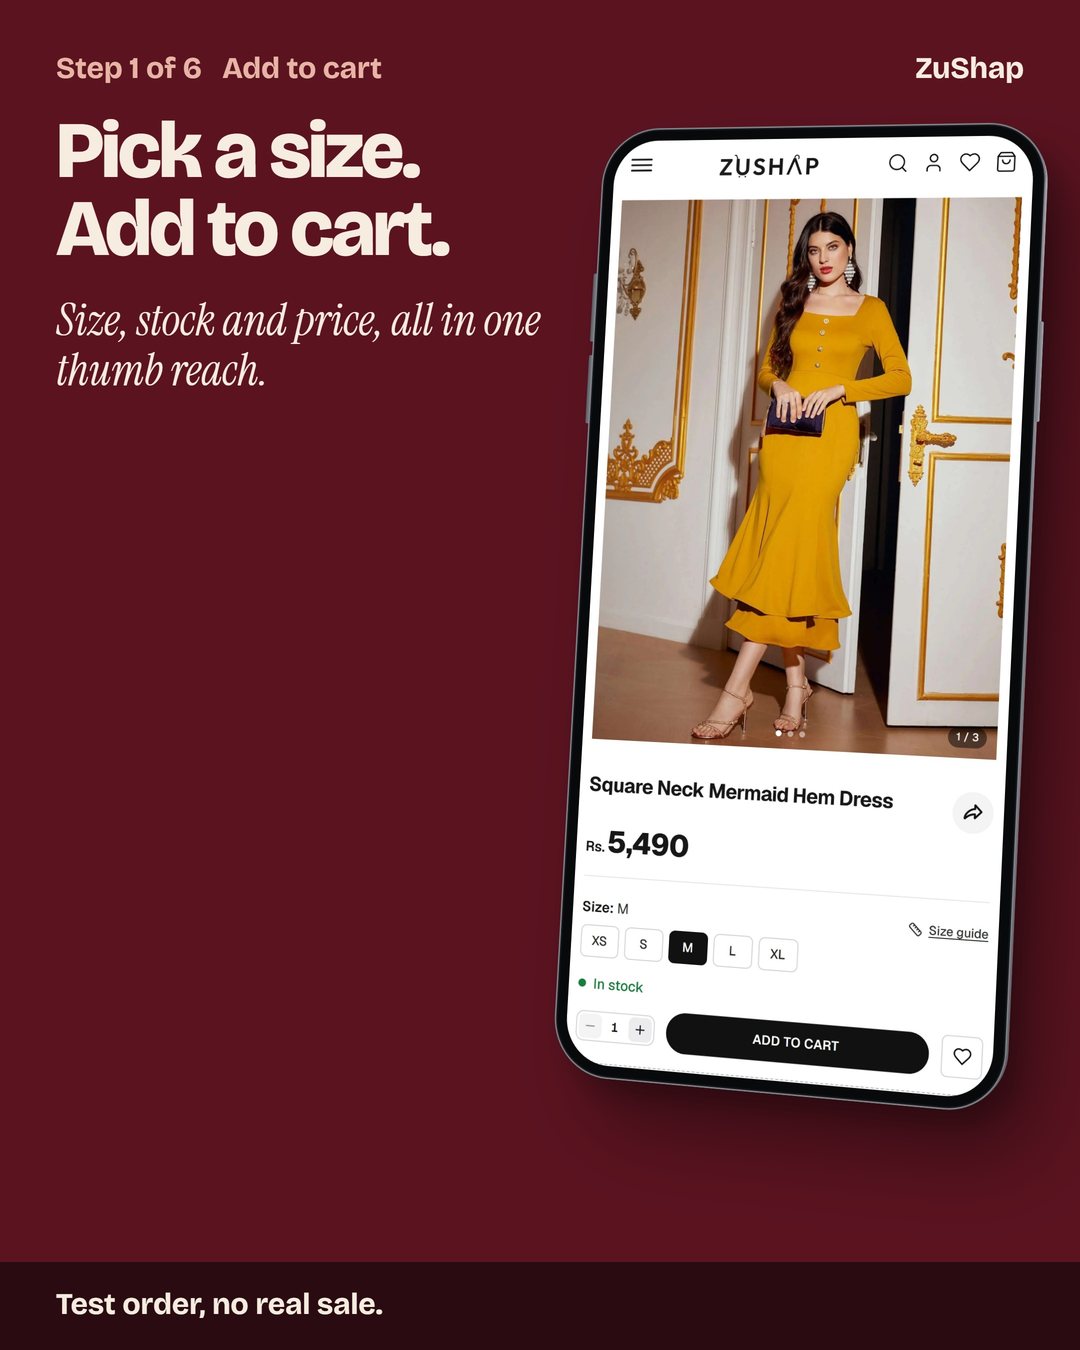 Step 1 of 6 Add to cart
ZuShap
Pick a size.
Add to cart.
Size, stock and price, all in one
thumb reach.
ZUSHAP
1 / 3
Square Neck Mermaid Hem Dress
Rs. 5,490
Size: M
Size guide
XS S M L XL
In stock
− 1 +
ADD TO CART
Test order, no real sale.